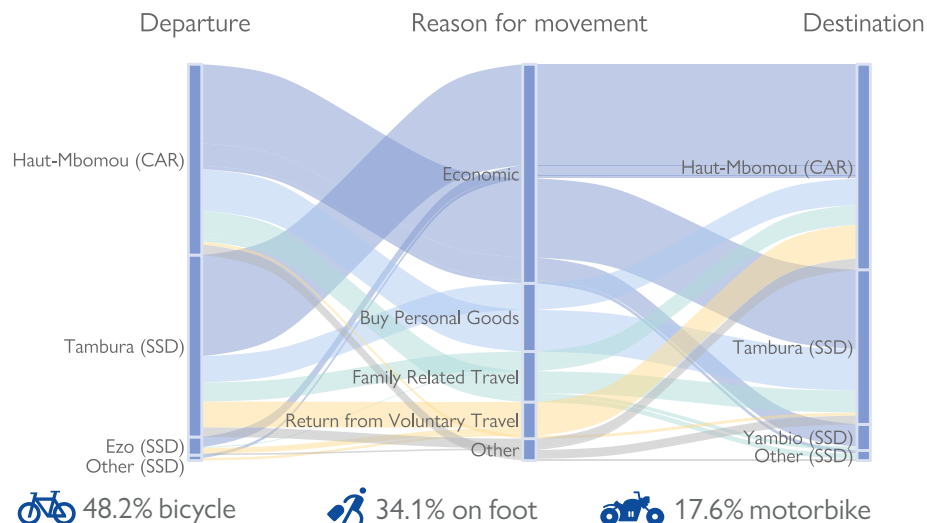 Departure Reason for movement Destination
Haut-Mbomou (CAR)
Economic
Haut-Mbomou (CAR)
Buy Personal Goods
Tambura (SSD)
Tambura (SSD)
Family Related Travel
Return from Voluntary Travel
Ezo (SSD)
Other
Yambio (SSD)
Other (SSD)
Other (SSD)
48.2% bicycle 34.1% on foot 17.6% motorbike